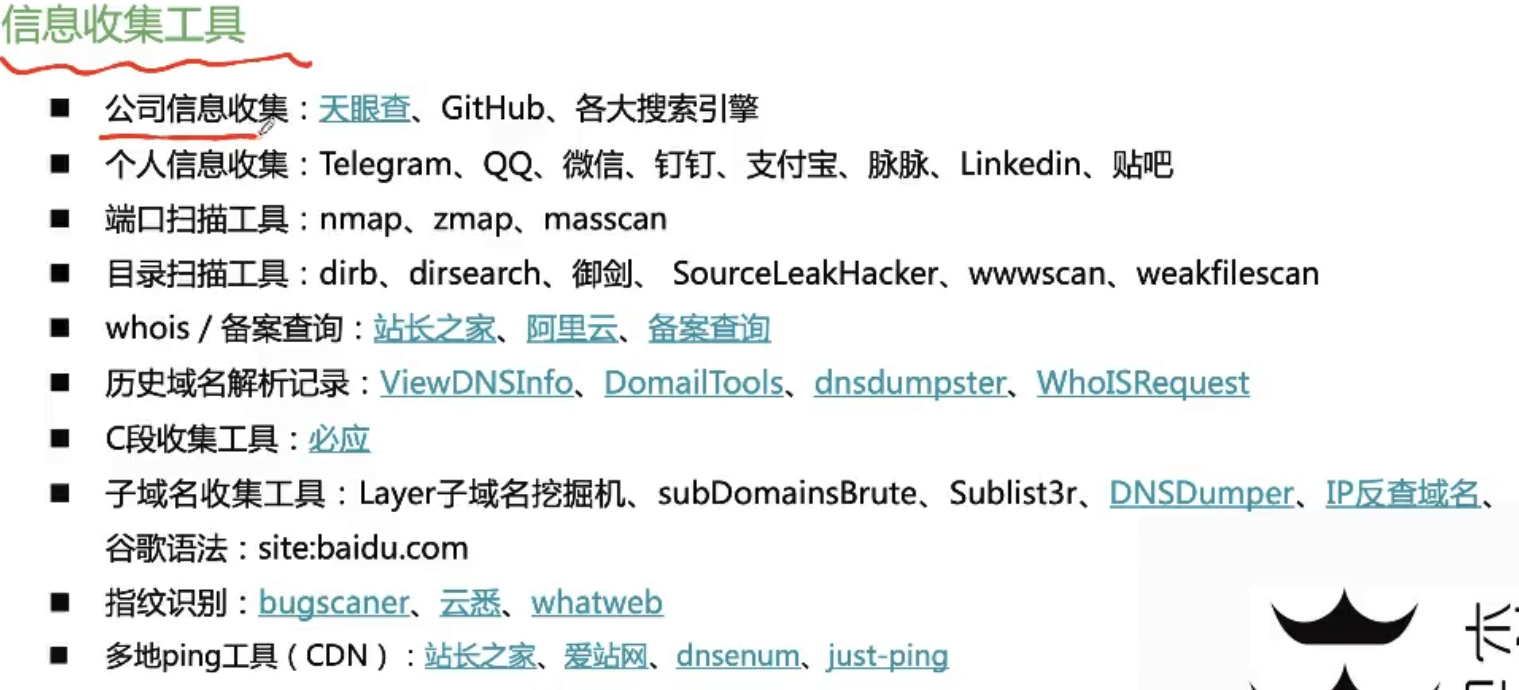 信息收集工具
■ 公司信息收集：天眼查、GitHub、各大搜索引擎
■ 个人信息收集：Telegram、QQ、微信、钉钉、支付宝、脉脉、Linkedin、贴吧
■ 端口扫描工具：nmap、zmap、masscan
■ 目录扫描工具：dirb、dirsearch、御剑、 SourceLeakHacker、wwwscan、weakfilescan
■ whois / 备案查询：站长之家、阿里云、备案查询
■ 历史域名解析记录：ViewDNSInfo、DomailTools、dnsdumpster、WhoISRequest
■ C段收集工具：必应
■ 子域名收集工具：Layer子域名挖掘机、subDomainsBrute、Sublist3r、DNSDumper、IP反查域名、
谷歌语法：site:baidu.com
■ 指纹识别：bugscaner、云悉、whatweb
■ 多地ping工具（CDN）：站长之家、爱站网、dnsenum、just-ping
长